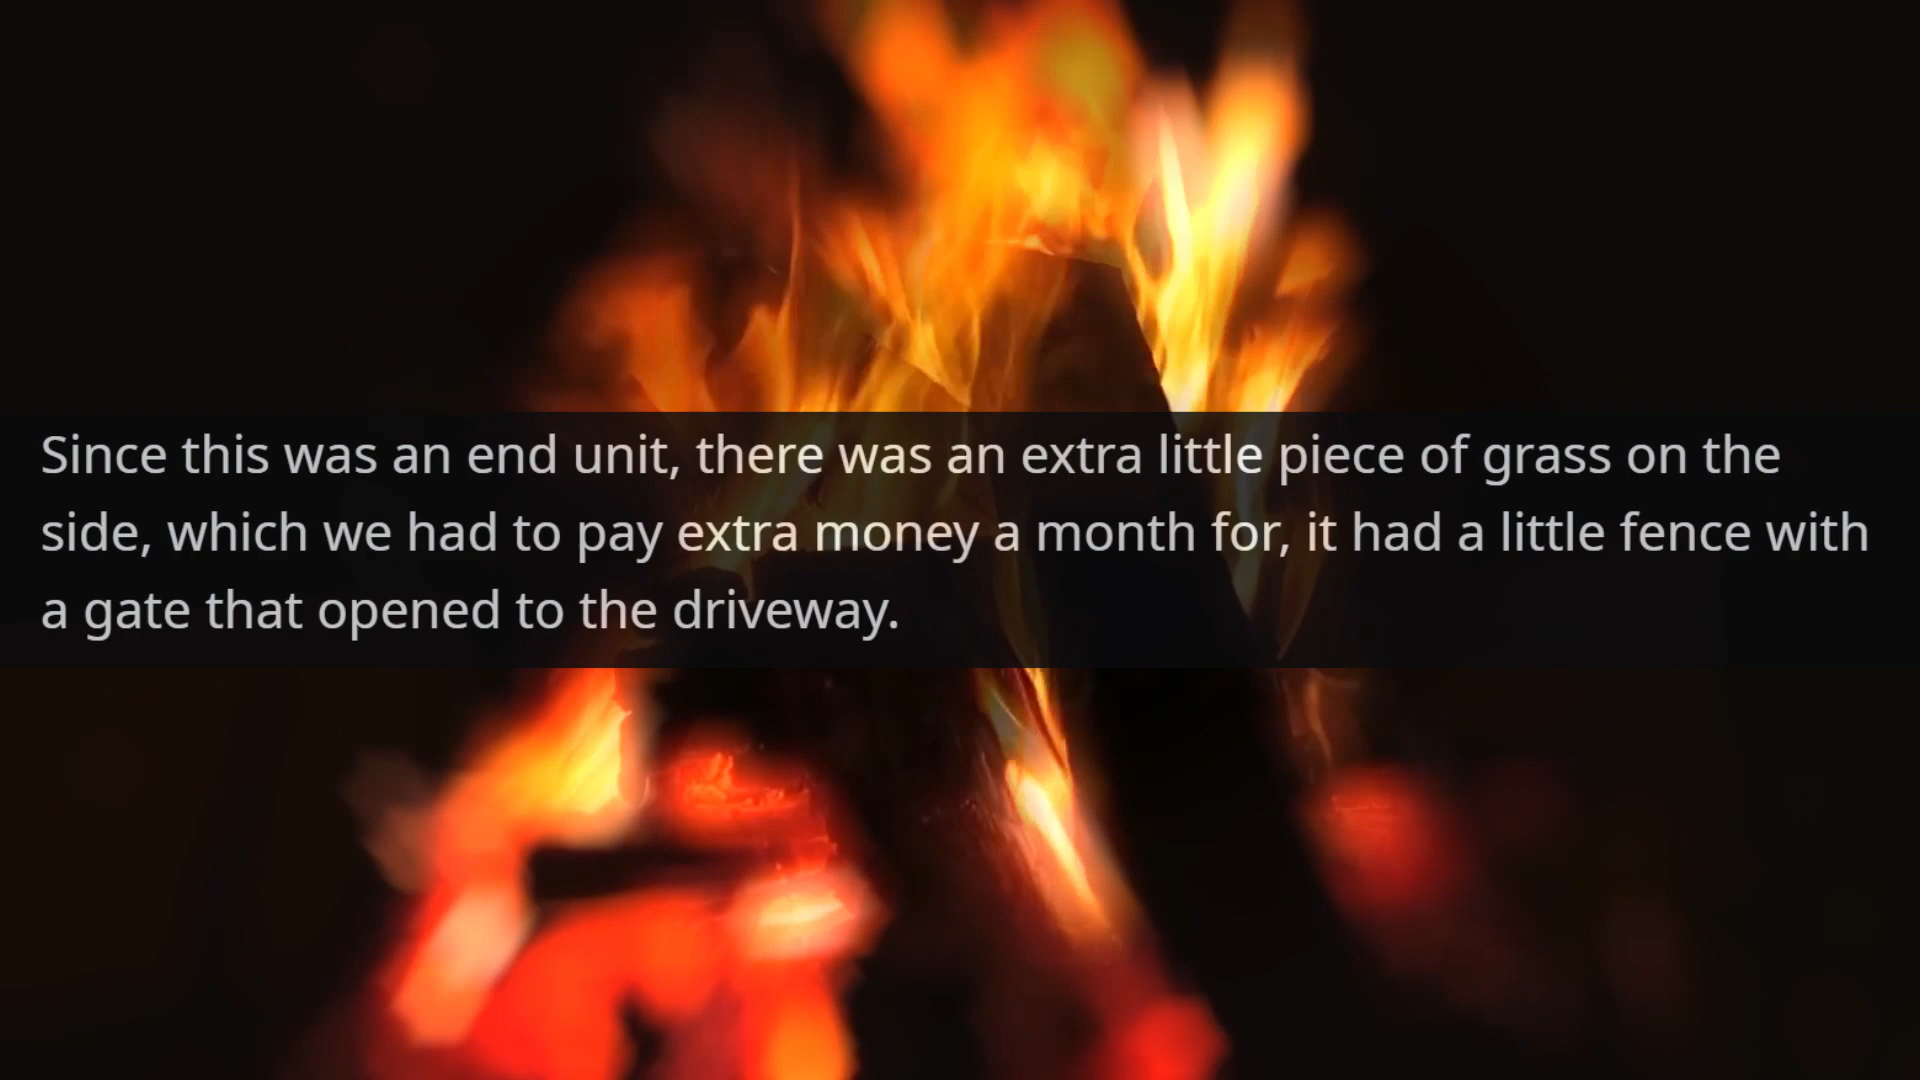 Since this was an end unit, there was an extra little piece of grass on the
side, which we had to pay extra money a month for, it had a little fence with
a gate that opened to the driveway.